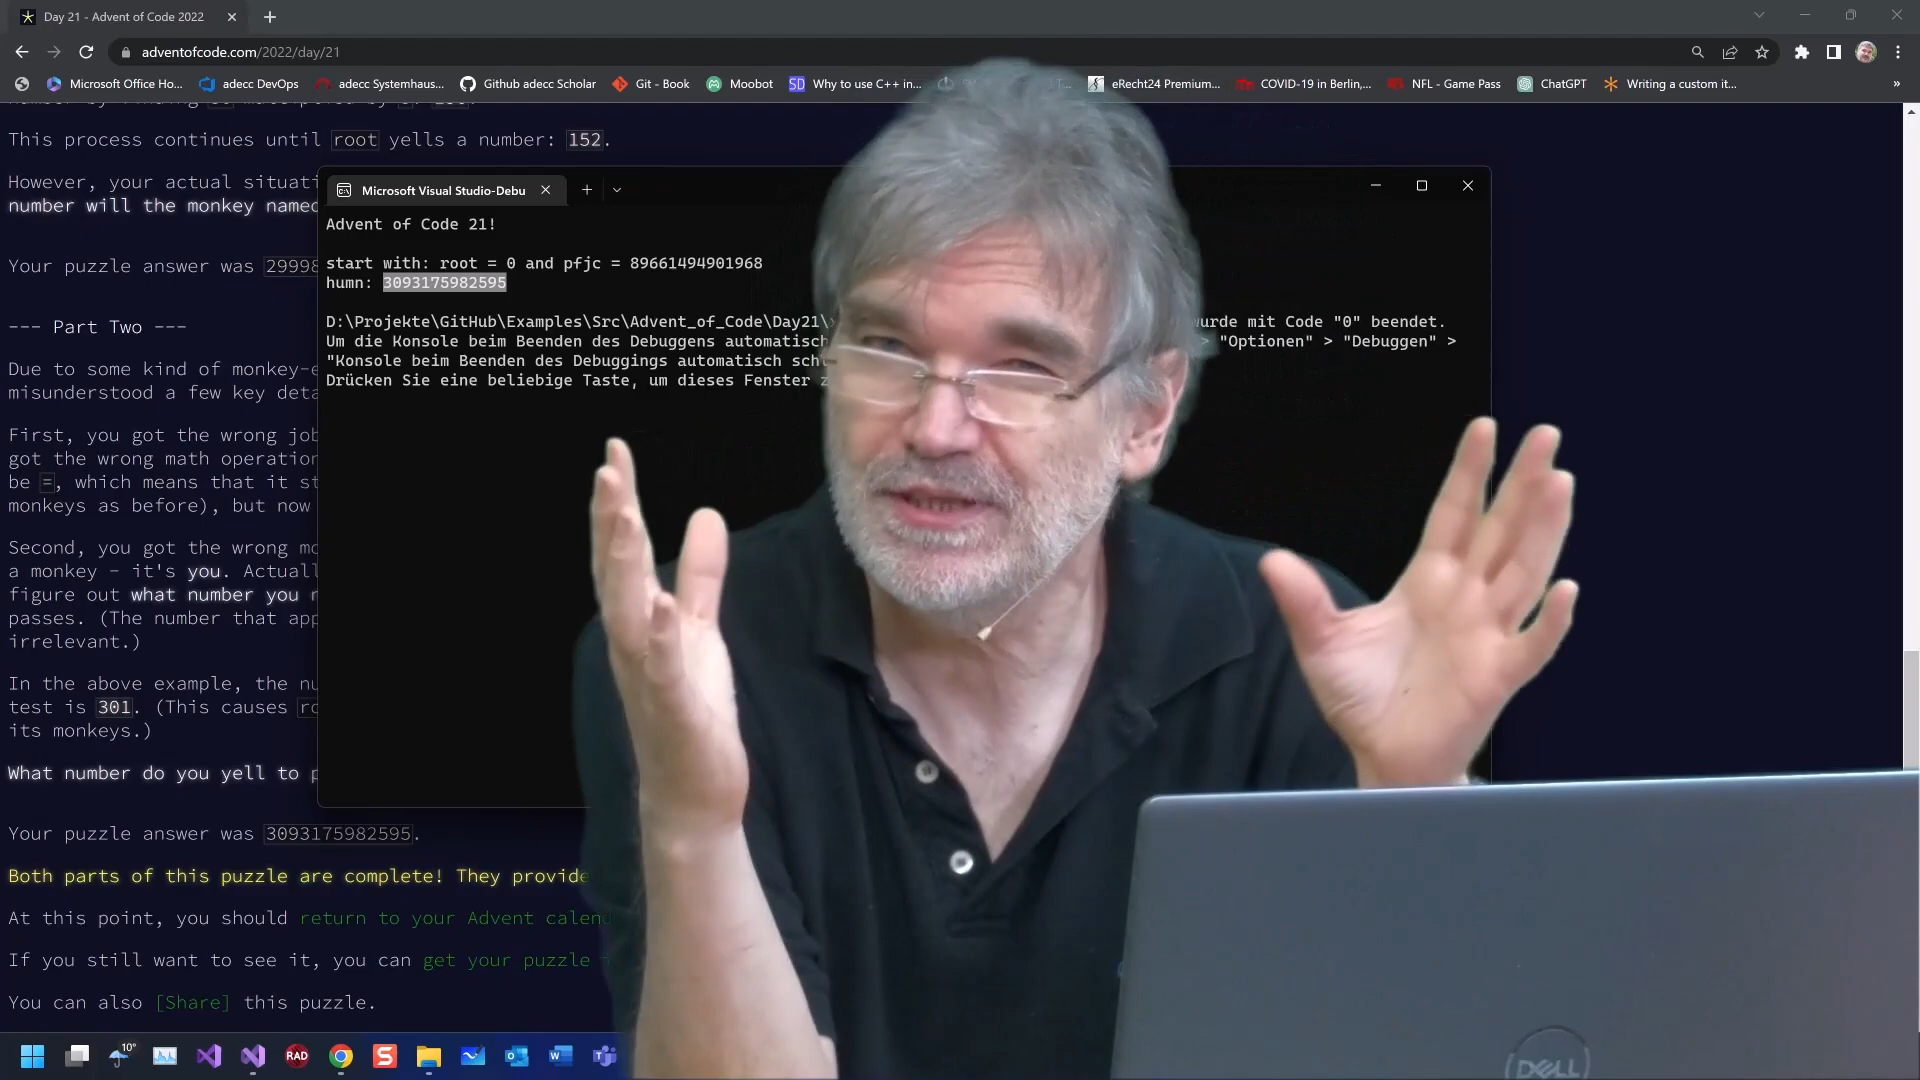 Day 21 - Advent of Code 2022
adventofcode.com/2022/day/21
Microsoft Office Ho...
adecc DevOps
adecc Systemhaus...
Github adecc Scholar
Git - Book
Moobot
SD
Why to use C++ in...
eRecht24 Premium...
COVID-19 in Berlin,...
NFL - Game Pass
ChatGPT
Writing a custom it...
»
This process continues until root yells a number: 152.
However, your actual situati
number will the monkey named
Your puzzle answer was 29998
--- Part Two ---
Due to some kind of monkey-e
misunderstood a few key deta
First, you got the wrong job
got the wrong math operation
be =, which means that it st
monkeys as before), but now
Second, you got the wrong mo
a monkey - it's you. Actuall
figure out what number you n
passes. (The number that app
irrelevant.)
In the above example, the nu
test is 301. (This causes ro
its monkeys.)
What number do you yell to p
Your puzzle answer was 3093175982595.
Both parts of this puzzle are complete! They provide
At this point, you should return to your Advent calend
If you still want to see it, you can get your puzzle
You can also [Share] this puzzle.
Microsoft Visual Studio-Debu
Advent of Code 21!
start with: root = 0 and pfjc = 89661494901968
humn: 3093175982595
D:\Projekte\GitHub\Examples\Src\Advent_of_Code\Day21\ wurde mit Code "0" beendet.
Um die Konsole beim Beenden des Debuggens automatisch > "Optionen" > "Debuggen" >
"Konsole beim Beenden des Debuggings automatisch schl
Drücken Sie eine beliebige Taste, um dieses Fenster z
10°
RAD
DELL